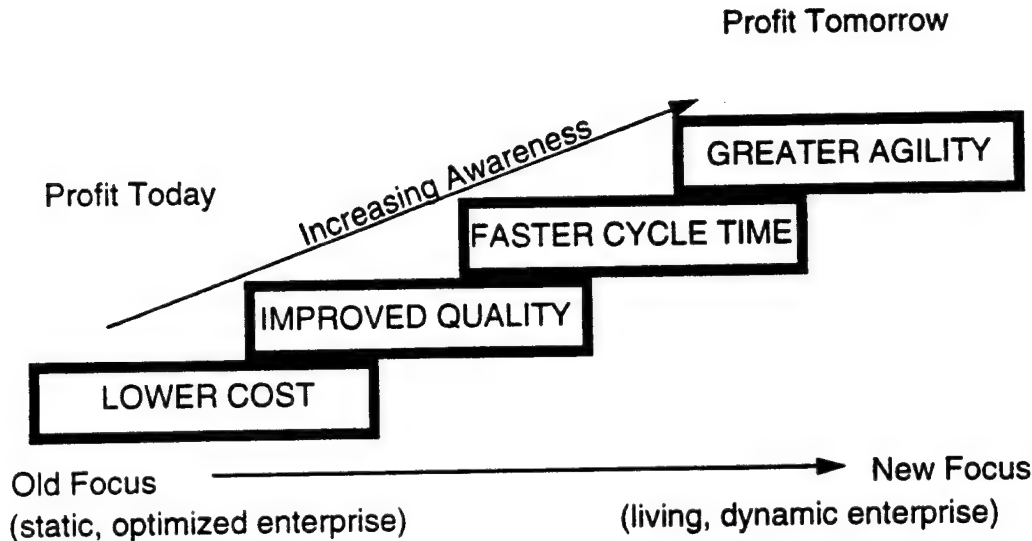 Profit Tomorrow
GREATER AGILITY
Increasing Awareness
Profit Today
FASTER CYCLE TIME
IMPROVED QUALITY
LOWER COST
Old Focus
New Focus
(static, optimized enterprise)
(living, dynamic enterprise)